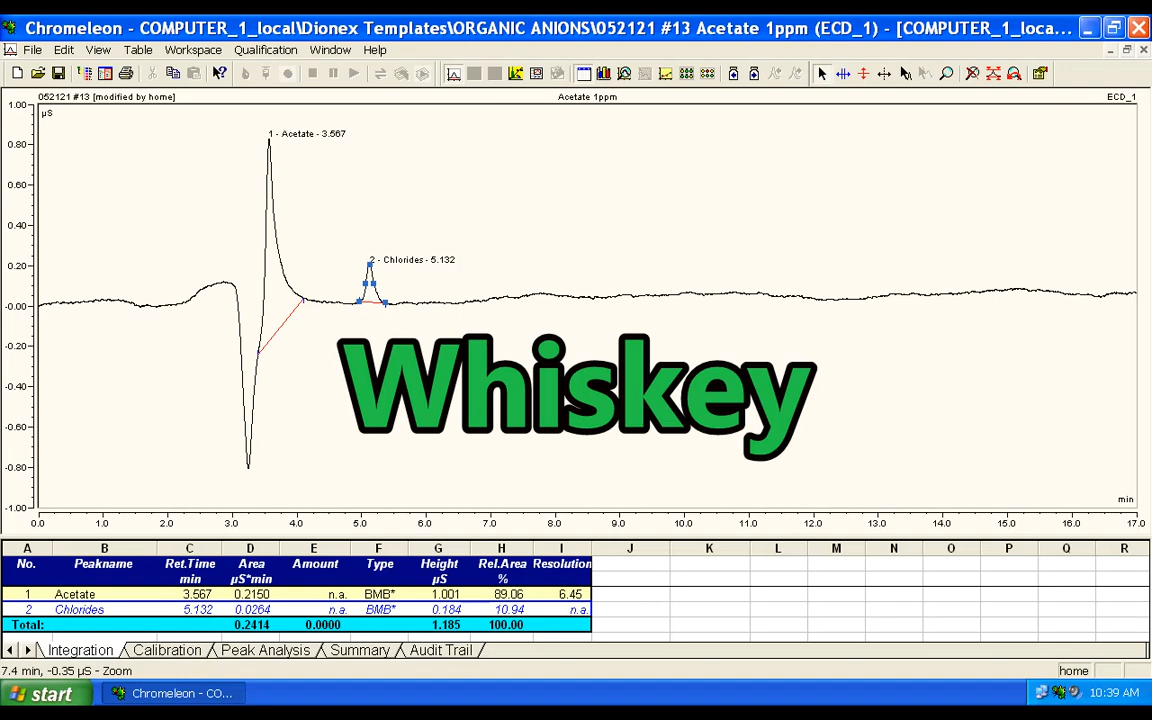 Chromeleon - COMPUTER_1_local\Dionex Templates\ORGANIC ANIONS\052121 #13 Acetate 1ppm (ECD_1) - [COMPUTER_1_loca...
File Edit View Table Workspace Qualification Window Help
052121 #13 [modified by home] Acetate 1ppm ECD_1
1.00
µS
1 - Acetate - 3.567
0.80
0.60
0.40
2 - Chlorides - 5.132
0.20
-0.00
-0.20
Whiskey
-0.40
-0.60
-0.80
min
-1.00
0.0 1.0 2.0 3.0 4.0 5.0 6.0 7.0 8.0 9.0 10.0 11.0 12.0 13.0 14.0 15.0 16.0 17.0
A B C D E F G H I J K L M N O P Q R
No. Peakname Ret.Time Area Amount Type Height Rel.Area Resolution
min µS*min µS %
1 Acetate 3.567 0.2150 n.a. BMB* 1.001 89.06 6.45
2 Chlorides 5.132 0.0264 n.a. BMB* 0.184 10.94 n.a.
Total: 0.2414 0.0000 1.185 100.00
Integration Calibration Peak Analysis Summary Audit Trail
7.4 min, -0.35 µS - Zoom home
start Chromeleon - CO... 10:39 AM